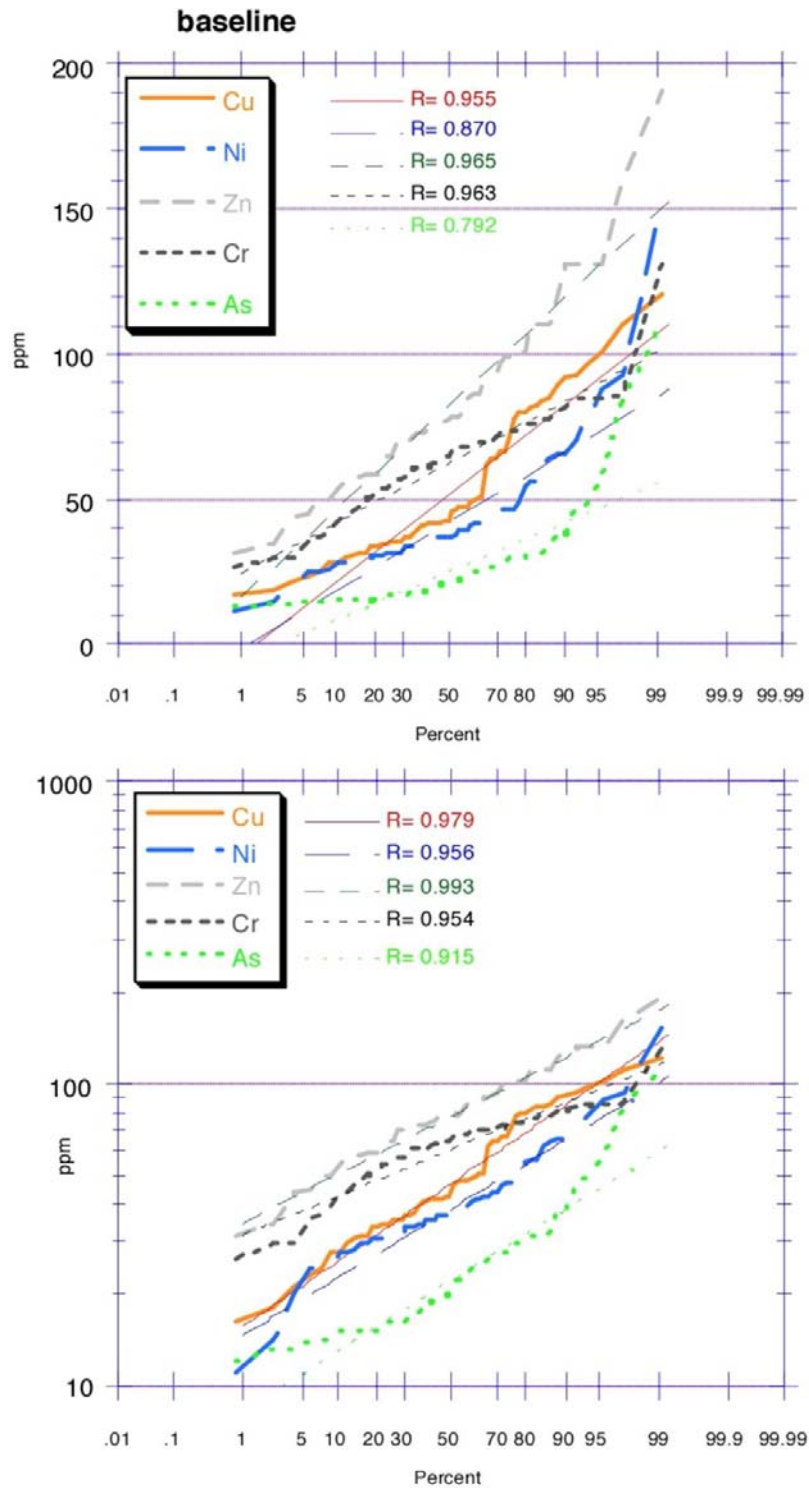 baseline
200
150
100
50
0
ppm
Cu
Ni
Zn
Cr
As
R= 0.955
R= 0.870
R= 0.965
R= 0.963
R= 0.792
.01 .1 1 5 10 20 30 50 70 80 90 95 99 99.9 99.99
Percent
1000
100
10
ppm
Cu
Ni
Zn
Cr
As
R= 0.979
R= 0.956
R= 0.993
R= 0.954
R= 0.915
.01 .1 1 5 10 20 30 50 70 80 90 95 99 99.9 99.99
Percent